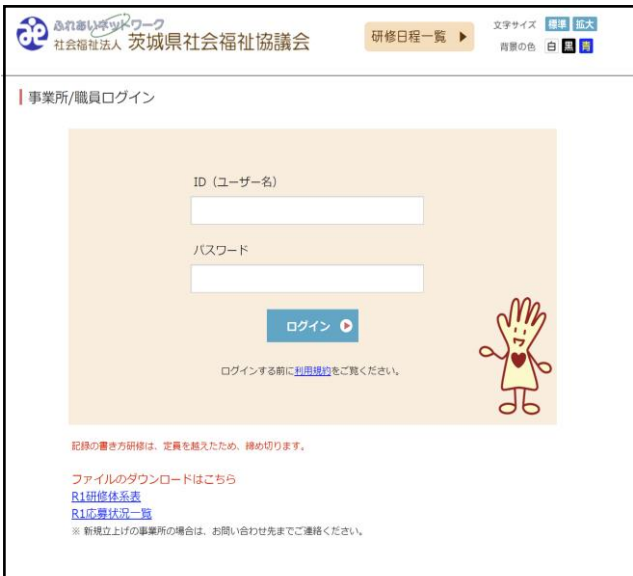 ふれあいネットワーク
社会福祉法人 茨城県社会福祉協議会
研修日程一覧
文字サイズ 標準 拡大
背景の色 白 黒 青
事業所/職員ログイン
ID（ユーザー名）
パスワード
ログイン
ログインする前に利用規約をご覧ください。
記録の書き方研修は、定員を越えたため、締め切ります。
ファイルのダウンロードはこちら
R1研修体系表
R1応募状況一覧
※ 新規立上げの事業所の場合は、お問い合わせ先までご連絡ください。